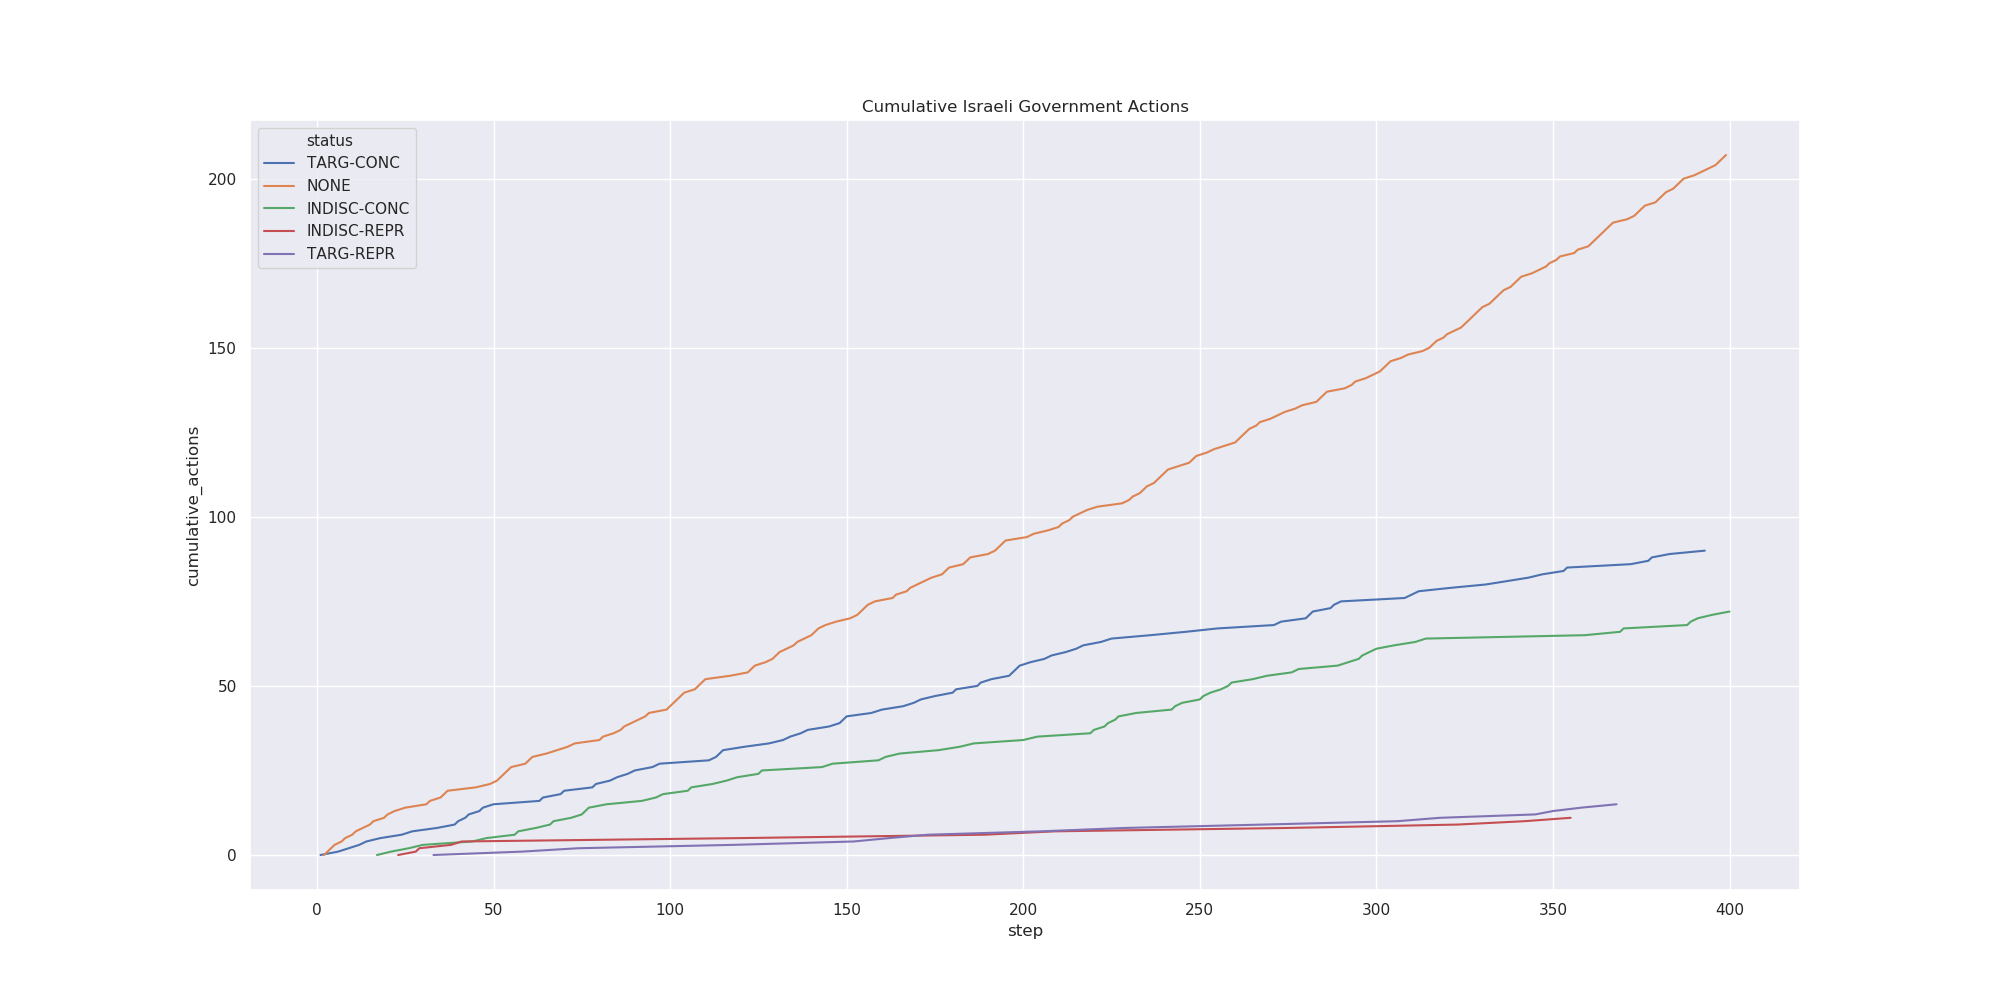 Cumulative Israeli Government Actions
status
TARG-CONC
NONE
INDISC-CONC
INDISC-REPR
TARG-REPR
cumulative_actions
200
150
100
50
0
0 50 100 150 200 250 300 350 400
step